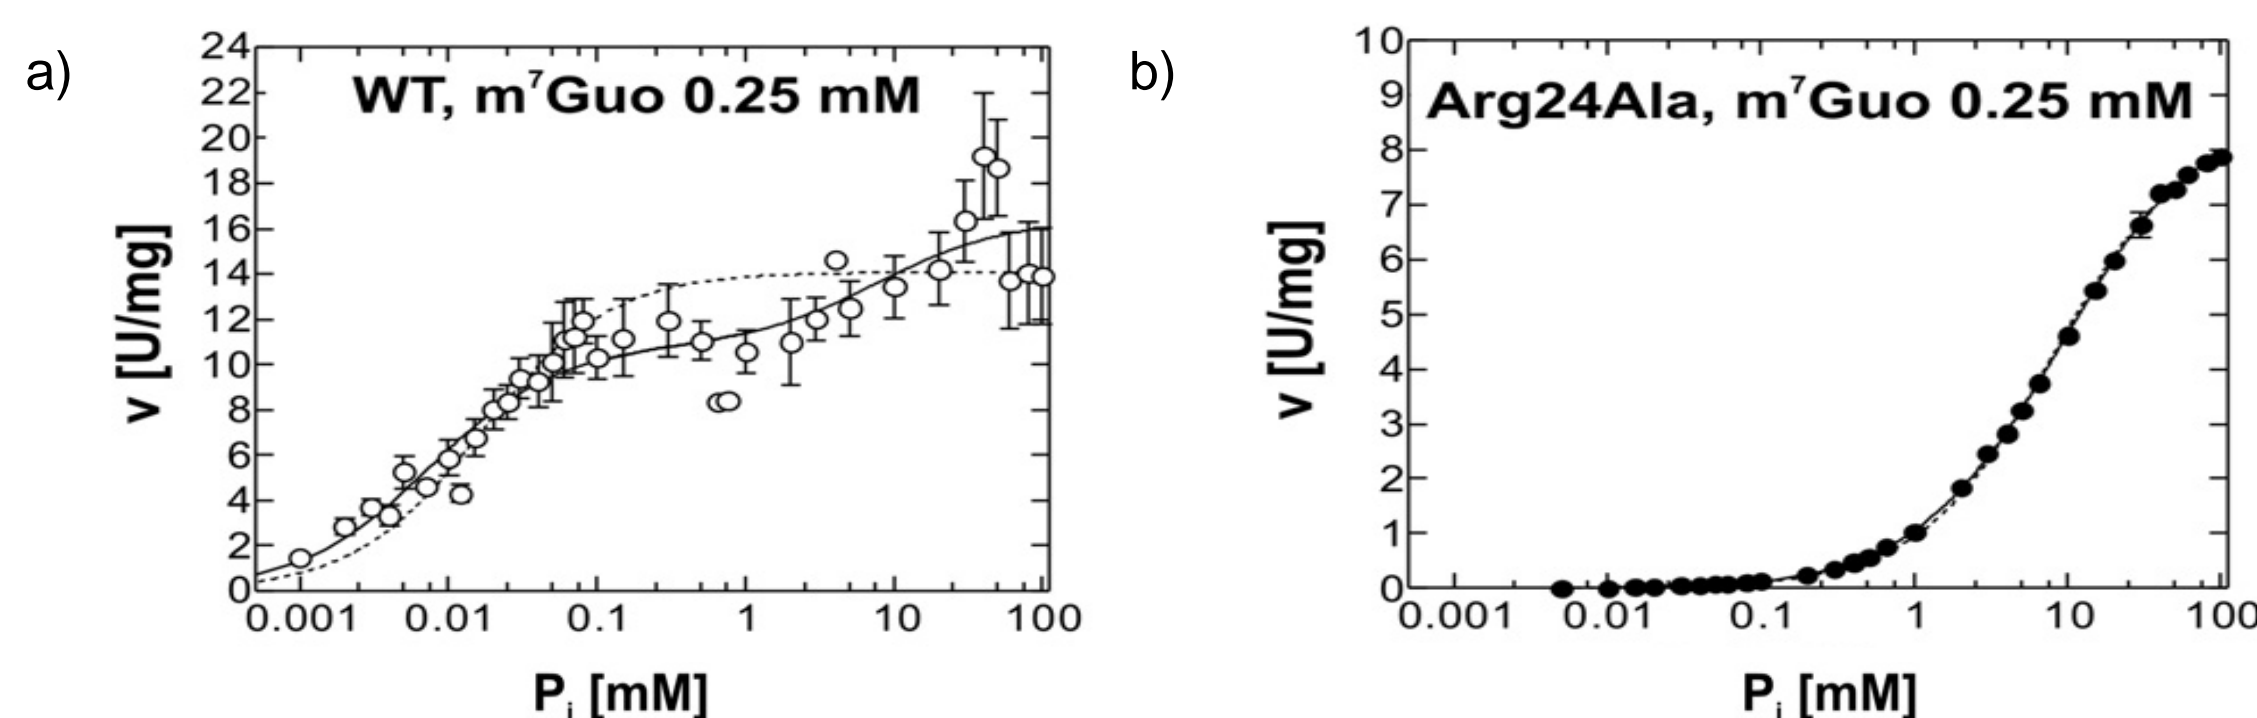 a)
WT, m⁷Guo 0.25 mM
v [U/mg]
24
22
20
18
16
14
12
10
8
6
4
2
0
0.001 0.01 0.1 1 10 100
Pᵢ [mM]
b)
Arg24Ala, m⁷Guo 0.25 mM
v [U/mg]
10
9
8
7
6
5
4
3
2
1
0
0.001 0.01 0.1 1 10 100
Pᵢ [mM]